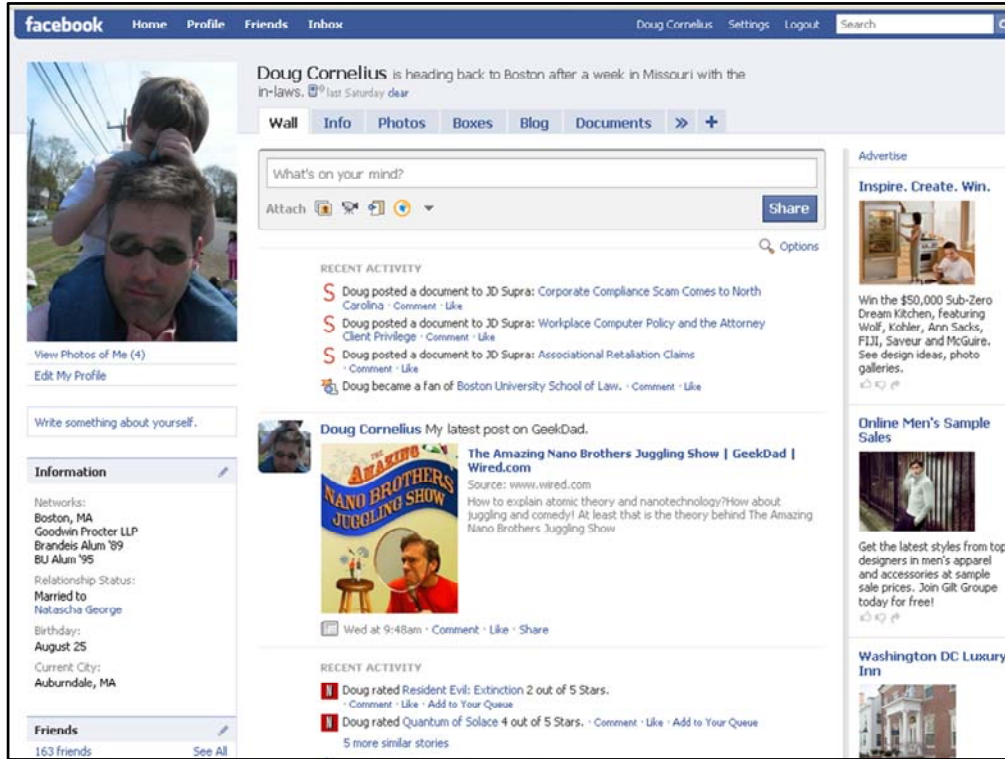 facebook Home Profile Friends Inbox Doug Cornelius Settings Logout Search
Doug Cornelius is heading back to Boston after a week in Missouri with the
in-laws. last Saturday clear
Wall Info Photos Boxes Blog Documents » +
What's on your mind?
Attach Share
Options
RECENT ACTIVITY
S Doug posted a document to JD Supra: Corporate Compliance Scam Comes to North
Carolina · Comment · Like
S Doug posted a document to JD Supra: Workplace Computer Policy and the Attorney
Client Privilege · Comment · Like
S Doug posted a document to JD Supra: Associational Retaliation Claims
· Comment · Like
Doug became a fan of Boston University School of Law. · Comment · Like
Doug Cornelius My latest post on GeekDad.
THE
AMAZING
NANO BROTHERS
JUGGLING SHOW
The Amazing Nano Brothers Juggling Show | GeekDad |
Wired.com
Source: www.wired.com
How to explain atomic theory and nanotechnology?How about
juggling and comedy! At least that is the theory behind The Amazing
Nano Brothers Juggling Show
Wed at 9:48am · Comment · Like · Share
RECENT ACTIVITY
N Doug rated Resident Evil: Extinction 2 out of 5 Stars.
· Comment · Like · Add to Your Queue
N Doug rated Quantum of Solace 4 out of 5 Stars. · Comment · Like · Add to Your Queue
5 more similar stories
View Photos of Me (4)
Edit My Profile
Write something about yourself.
Information
Networks:
Boston, MA
Goodwin Procter LLP
Brandeis Alum '89
BU Alum '95
Relationship Status:
Married to
Natascha George
Birthday:
August 25
Current City:
Auburndale, MA
Friends
163 friends See All
Advertise
Inspire. Create. Win.
Win the $50,000 Sub-Zero
Dream Kitchen, featuring
Wolf, Kohler, Ann Sacks,
FIJI, Saveur and McGuire.
See design ideas, photo
galleries.
Online Men's Sample
Sales
Get the latest styles from top
designers in men's apparel
and accessories at sample
sale prices. Join Gilt Groupe
today for free!
Washington DC Luxury
Inn